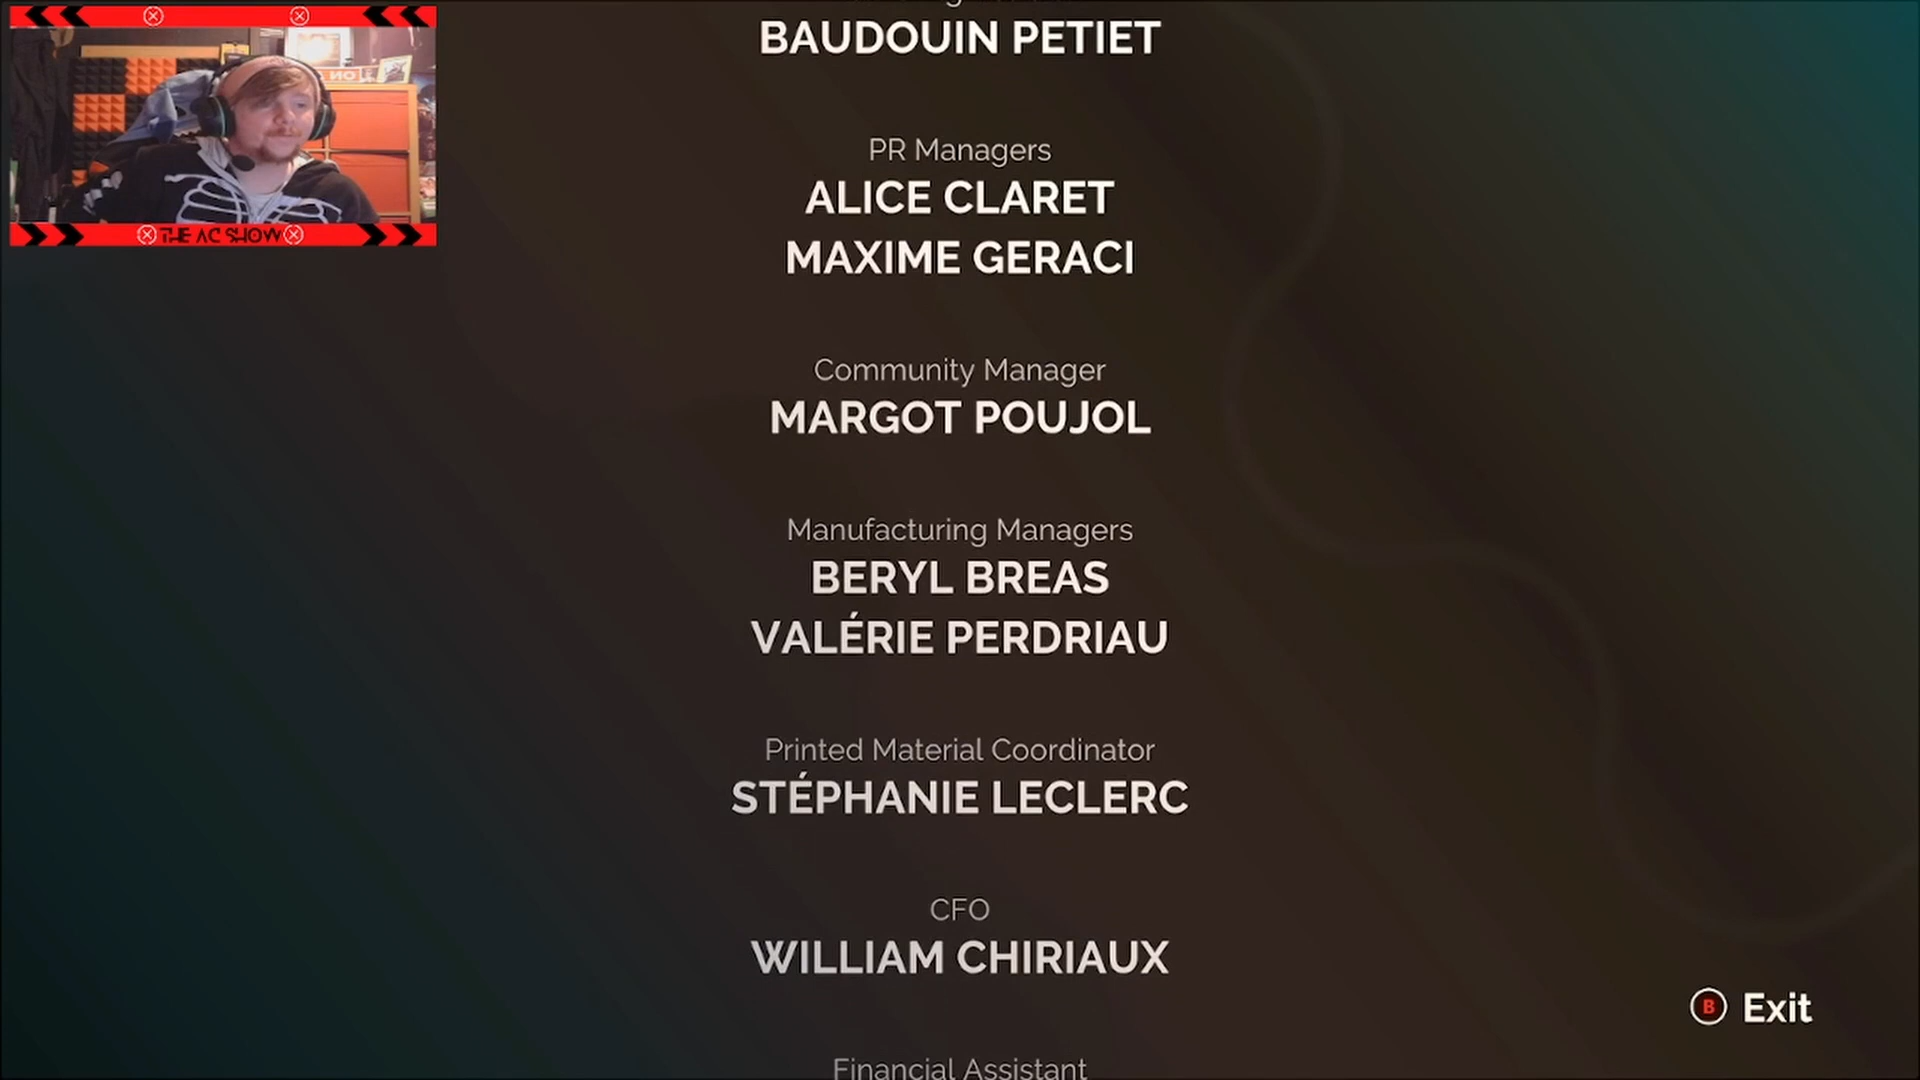 BAUDOUIN PETIET
PR Managers
ALICE CLARET
MAXIME GERACI
Community Manager
MARGOT POUJOL
Manufacturing Managers
BERYL BREAS
VALÉRIE PERDRIAU
Printed Material Coordinator
STÉPHANIE LECLERC
CFO
WILLIAM CHIRIAUX
Financial Assistant
B Exit
THE AC SHOW